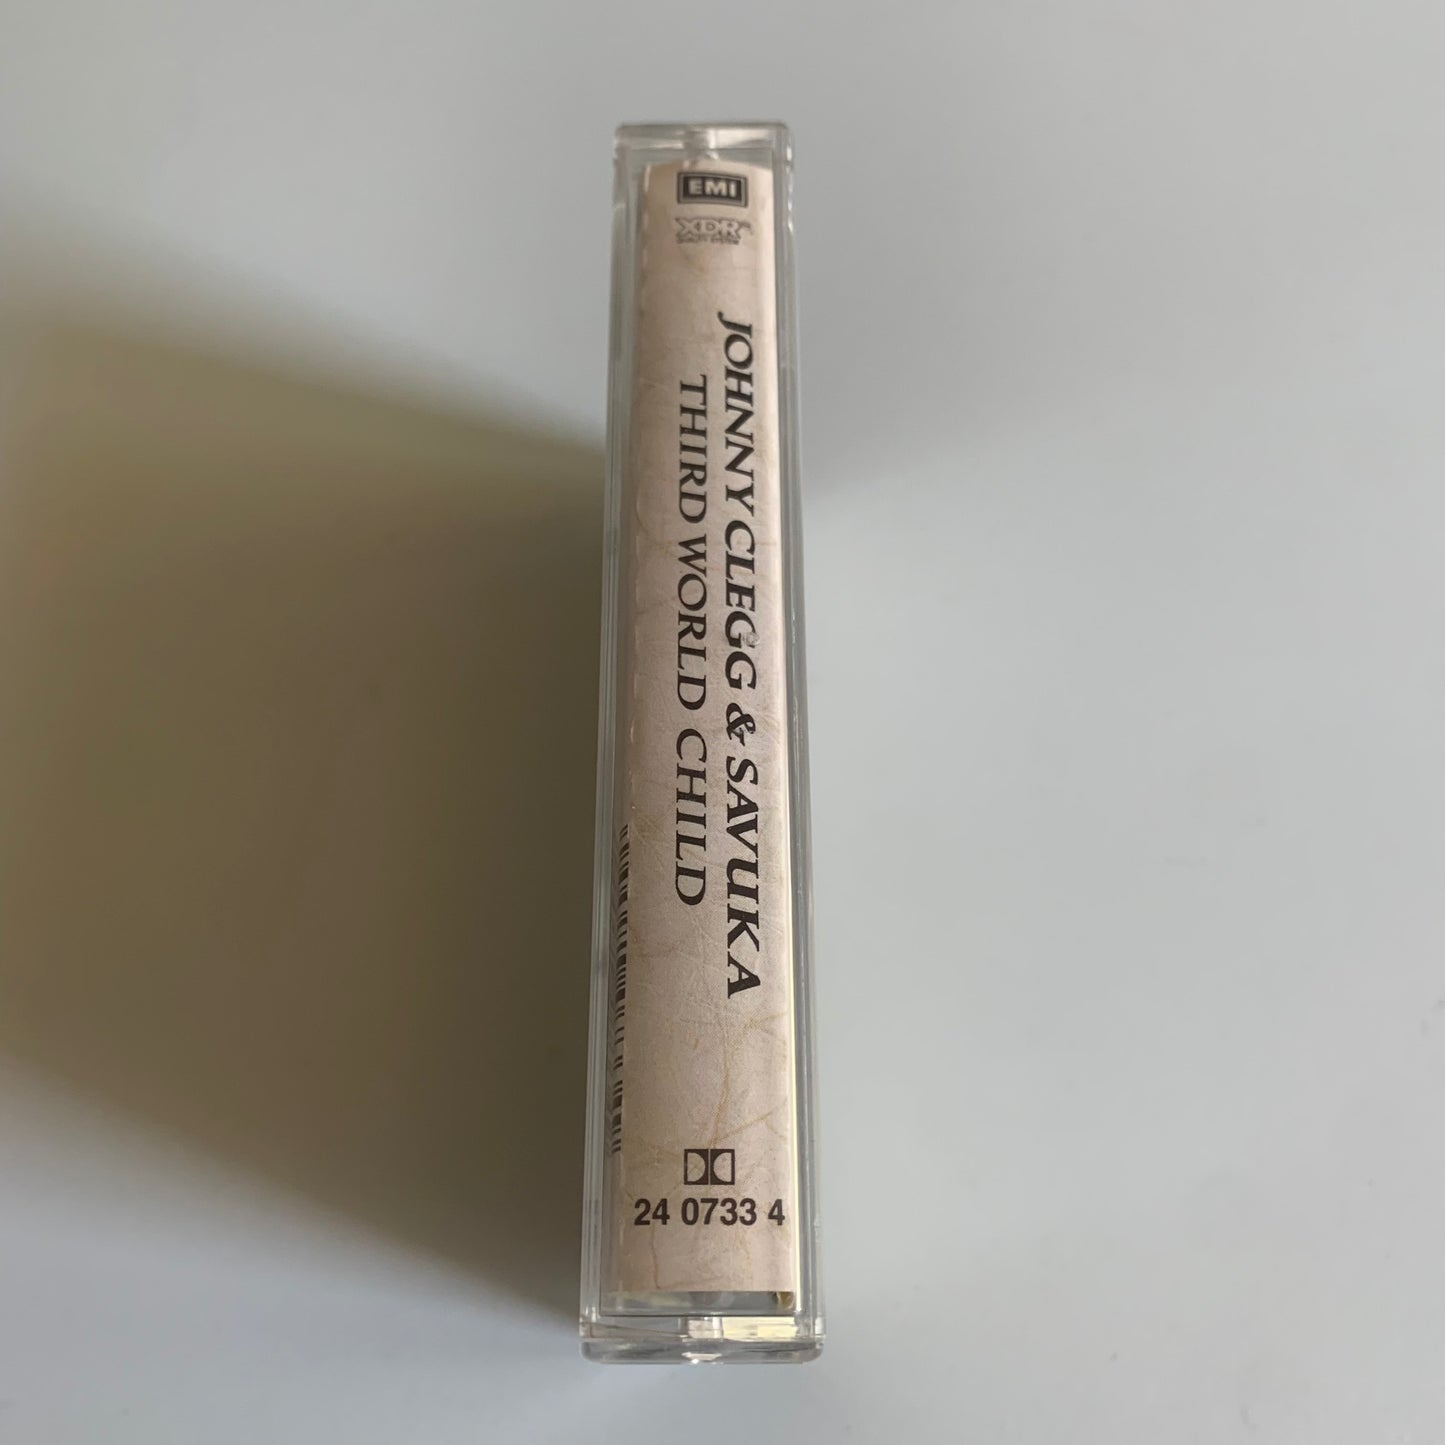 EMI
XDR
JOHNNY CLEGG & SAVUKA
THIRD WORLD CHILD
24 0733 4